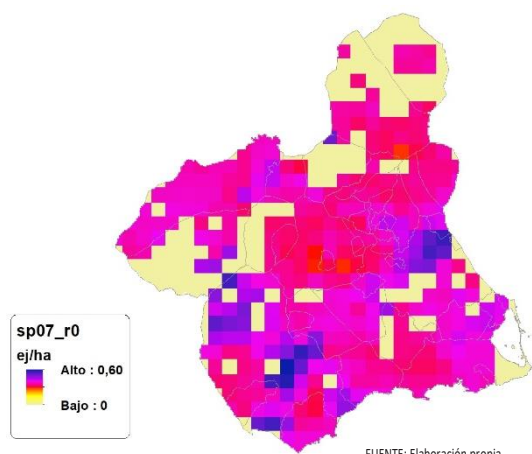 sp07_r0
ej/ha
Alto : 0,60
Bajo : 0
FUENTE: Elaboración propia